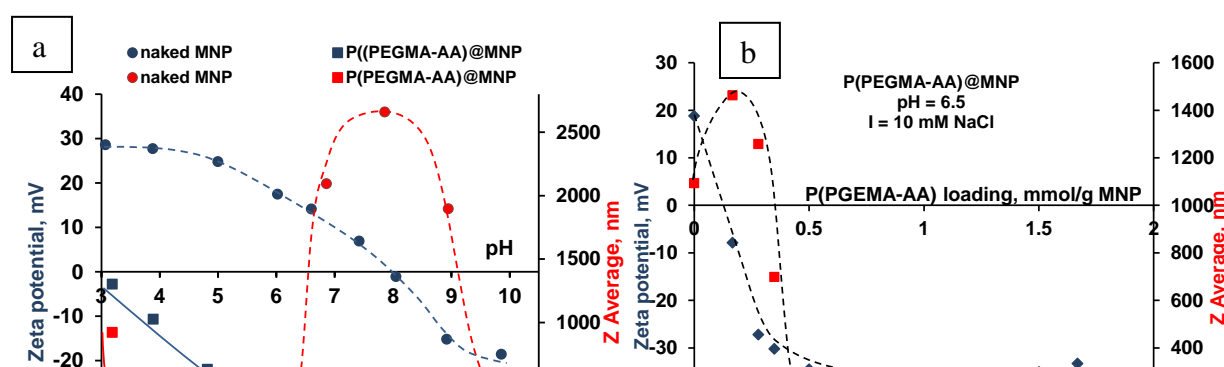 a
naked MNP
P((PEGMA-AA)@MNP
naked MNP
P(PEGMA-AA)@MNP
40
30
20
10
0
-10
-20
3 4 5 6 7 8 9 10
pH
2500
2000
1500
1000
Zeta potential, mV
Z Average, nm
b
P(PEGMA-AA)@MNP
pH = 6.5
I = 10 mM NaCl
P(PGEMA-AA) loading, mmol/g MNP
30
20
10
0
-10
-20
-30
0 0.5 1 1.5 2
1600
1400
1200
1000
800
600
400
Zeta potential, mV
Z Average, nm